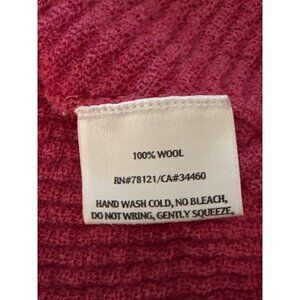 100% WOOL
RN#78121/CA#34460
HAND WASH COLD, NO BLEACH,
DO NOT WRING, GENTLY SQUEEZE,